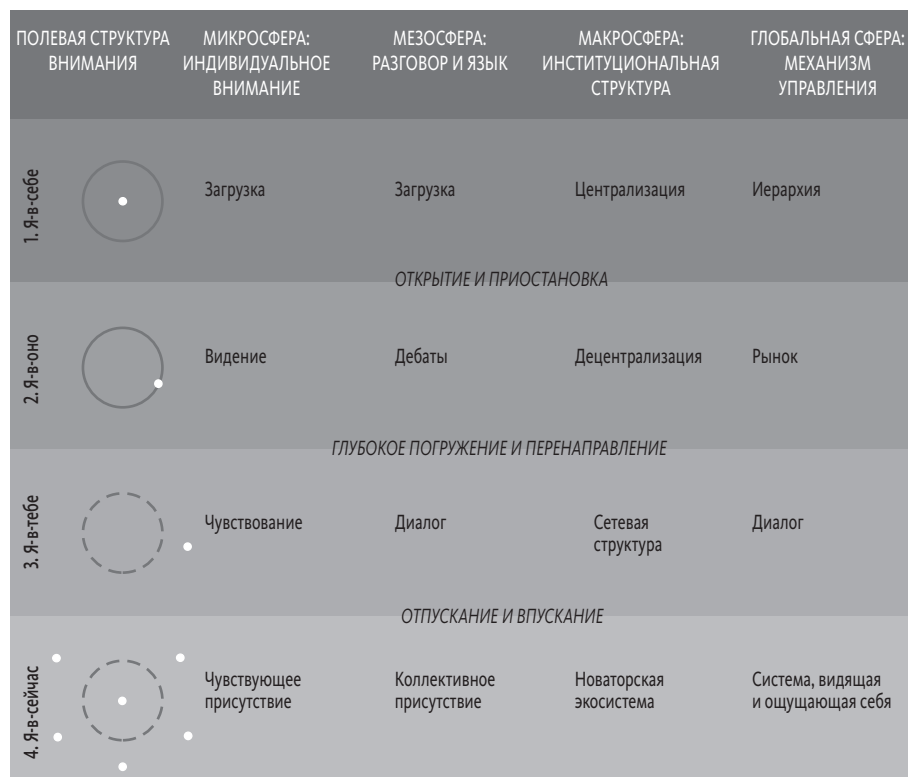 ПОЛЕВАЯ СТРУКТУРА
ВНИМАНИЯ
МИКРОСФЕРА:
ИНДИВИДУАЛЬНОЕ
ВНИМАНИЕ
МЕЗОСФЕРА:
РАЗГОВОР И ЯЗЫК
МАКРОСФЕРА:
ИНСТИТУЦИОНАЛЬНАЯ
СТРУКТУРА
ГЛОБАЛЬНАЯ СФЕРА:
МЕХАНИЗМ
УПРАВЛЕНИЯ
1. Я-в-себе
Загрузка
Загрузка
Централизация
Иерархия
ОТКРЫТИЕ И ПРИОСТАНОВКА
2. Я-в-оно
Видение
Дебаты
Децентрализация
Рынок
ГЛУБОКОЕ ПОГРУЖЕНИЕ И ПЕРЕНАПРАВЛЕНИЕ
3. Я-в-тебе
Чувствование
Диалог
Сетевая
структура
Диалог
ОТПУСКАНИЕ И ВПУСКАНИЕ
4. Я-в-сейчас
Чувствующее
присутствие
Коллективное
присутствие
Новаторская
экосистема
Система, видящая
и ощущающая себя